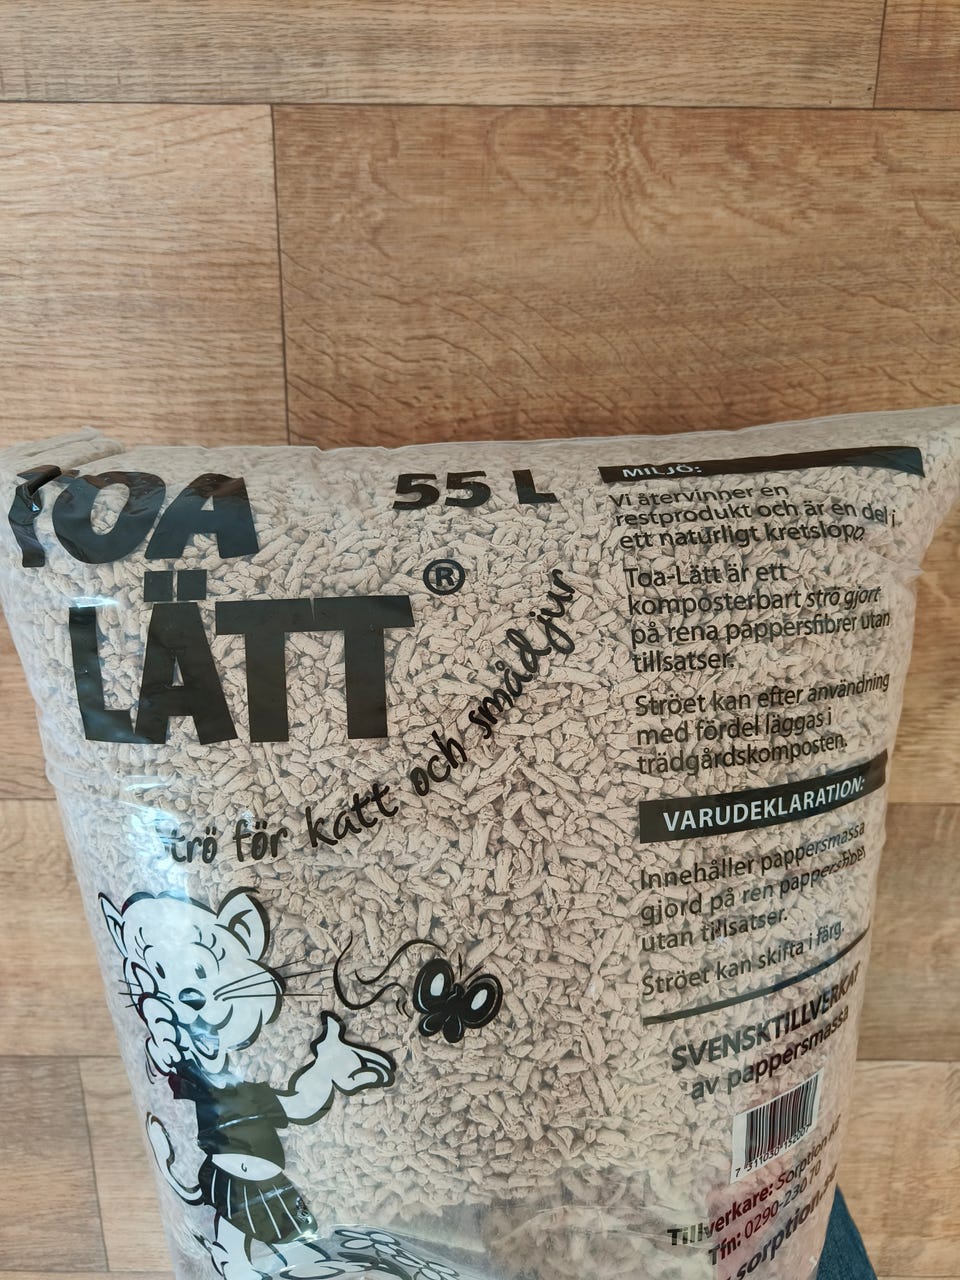 TOA
LÄTT®
55 L
strö för katt och smådjur
MILJÖ:
Vi återvinner en
restprodukt och är en del i
ett naturligt kretslopp.
Toa-Lätt är ett
komposterbart strö gjort
på rena pappersfibrer utan
tillsatser.
Ströet kan efter användning
med fördel läggas i
trädgårdskomposten.
VARUDEKLARATION:
Innehåller pappersmassa
gjord på ren pappersfiber
utan tillsatser.
Ströet kan skifta i färg.
SVENSKTILLVERKAT
av pappersmassa
Tillverkare: Sorption AB
Tfn: 0290-230 70